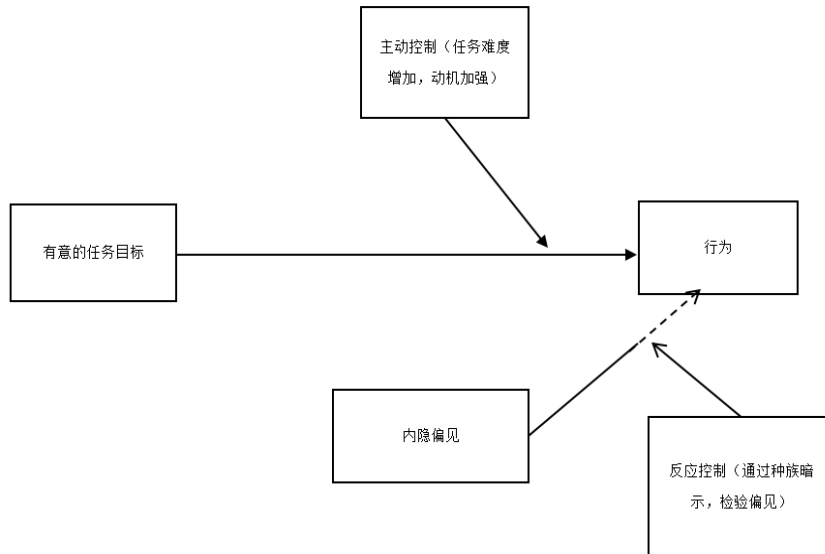 主动控制（任务难度
增加，动机加强）
有意的任务目标
行为
内隐偏见
反应控制（通过种族暗
示，检验偏见）